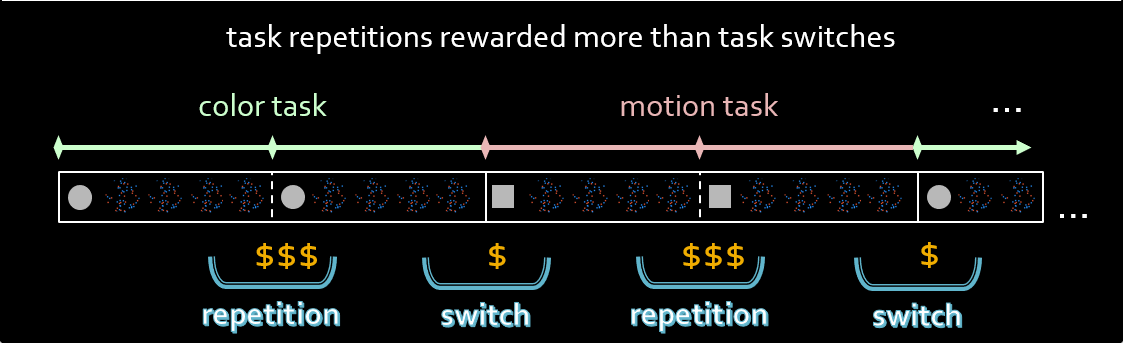 task repetitions rewarded more than task switches
color task motion task ...
...
$$$ $ $$$ $
repetition switch repetition switch